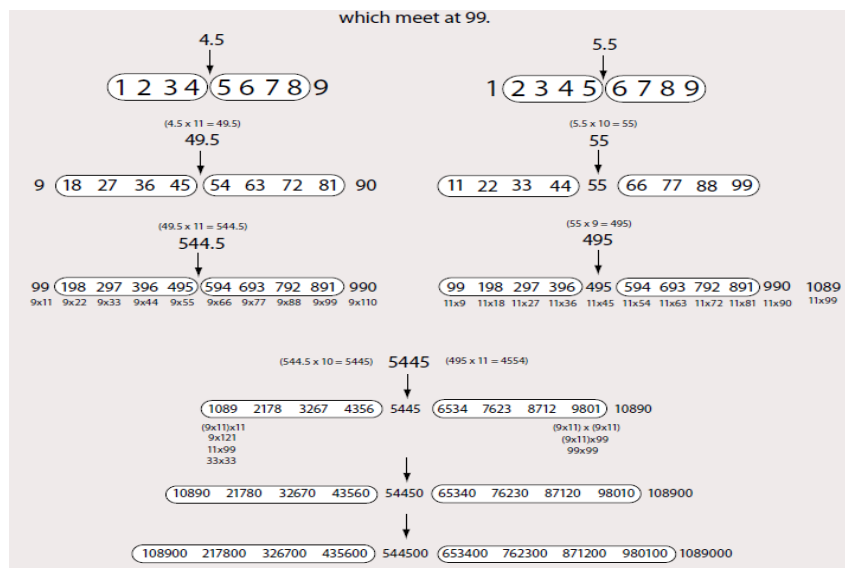 which meet at 99.
4.5
5.5
1 2 3 4 5 6 7 8 9
1 2 3 4 5 6 7 8 9
(4.5 x 11 = 49.5)
(5.5 x 10 = 55)
49.5
55
9 18 27 36 45 54 63 72 81 90
11 22 33 44 55 66 77 88 99
(49.5 x 11 = 544.5)
(55 x 9 = 495)
544.5
495
99 198 297 396 495 594 693 792 891 990
99 198 297 396 495 594 693 792 891 990 1089
9x11 9x22 9x33 9x44 9x55 9x66 9x77 9x88 9x99 9x110
11x9 11x18 11x27 11x36 11x45 11x54 11x63 11x72 11x81 11x90 11x99
(544.5 x 10 = 5445) 5445 (495 x 11 = 4554)
1089 2178 3267 4356 5445 6534 7623 8712 9801 10890
(9x11)x11
(9x11) x (9x11)
9x121
(9x11)x99
11x99
99x99
33x33
10890 21780 32670 43560 54450 65340 76230 87120 98010 108900
108900 217800 326700 435600 544500 653400 762300 871200 980100 1089000